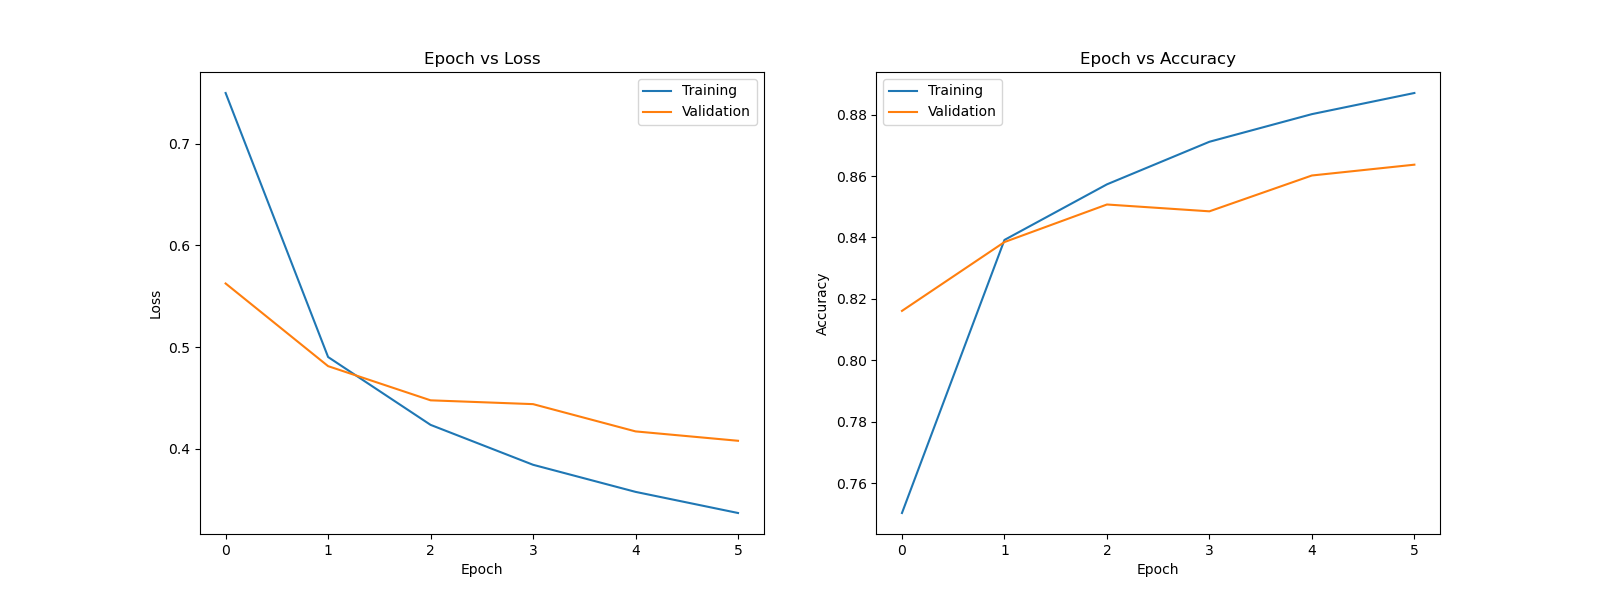 Epoch vs Loss
Training
Validation
0.7
0.6
0.5
0.4
Loss
0 1 2 3 4 5
Epoch
Epoch vs Accuracy
Training
Validation
0.88
0.86
0.84
0.82
0.80
0.78
0.76
Accuracy
0 1 2 3 4 5
Epoch